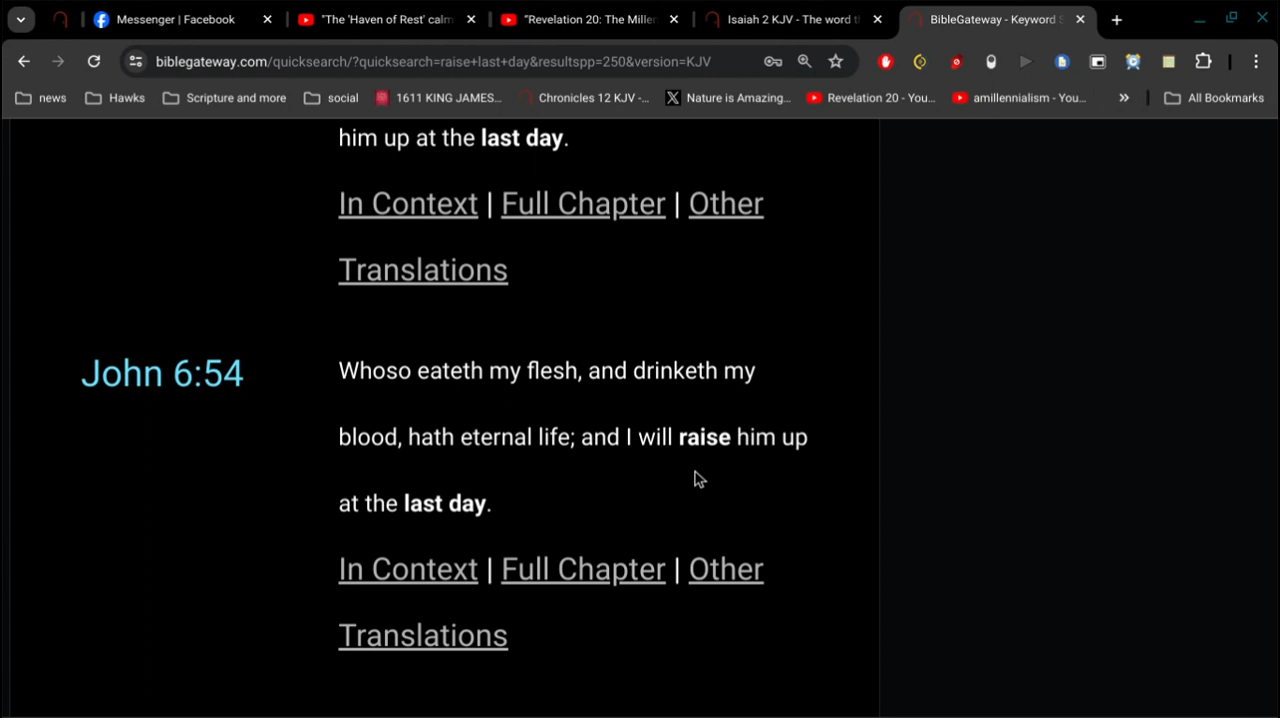 Messenger | Facebook
"The 'Haven of Rest' calm
"Revelation 20: The Miller
Isaiah 2 KJV - The word th
BibleGateway - Keyword S
biblegateway.com/quicksearch/?quicksearch=raise+last+day&resultspp=250&version=KJV
news
Hawks
Scripture and more
social
1611 KING JAMES...
Chronicles 12 KJV -...
Nature is Amazing...
Revelation 20 - You...
amillennialism - You...
All Bookmarks
him up at the last day.
In Context | Full Chapter | Other
Translations
John 6:54
Whoso eateth my flesh, and drinketh my
blood, hath eternal life; and I will raise him up
at the last day.
In Context | Full Chapter | Other
Translations